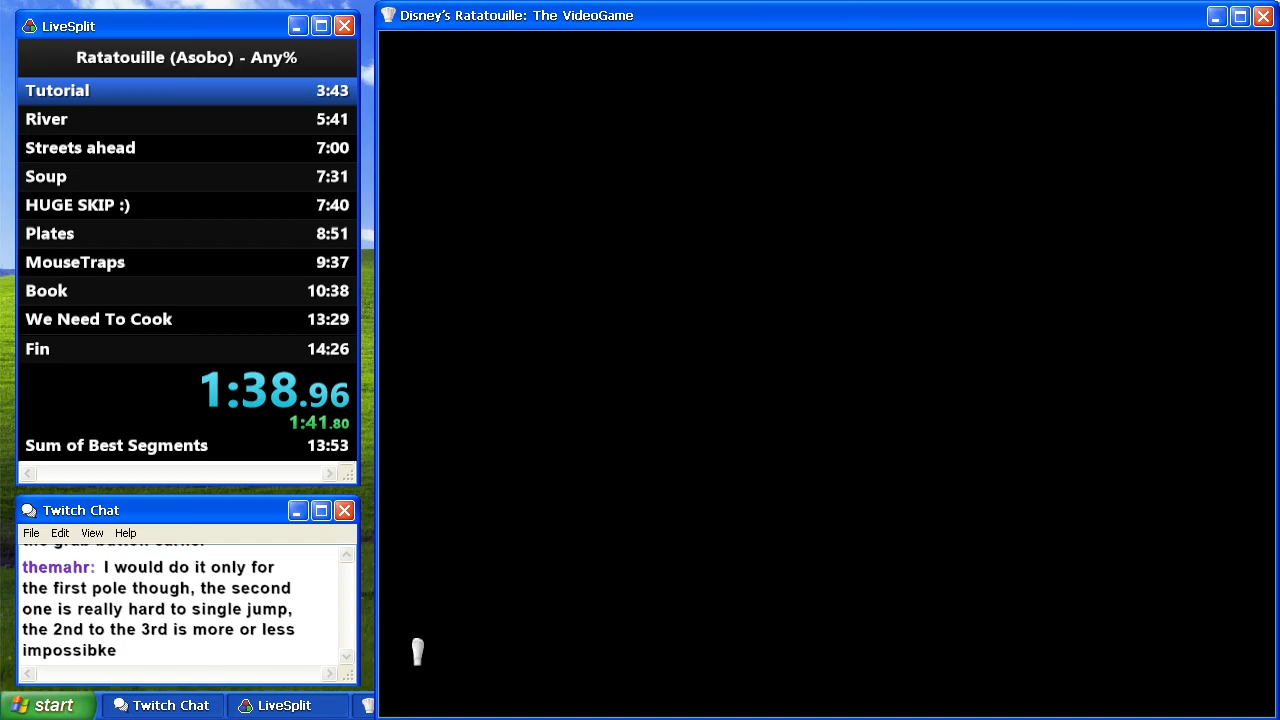 LiveSplit
Ratatouille (Asobo) - Any%
Tutorial 3:43
River 5:41
Streets ahead 7:00
Soup 7:31
HUGE SKIP :) 7:40
Plates 8:51
MouseTraps 9:37
Book 10:38
We Need To Cook 13:29
Fin 14:26
1:38.96
1:41.80
Sum of Best Segments 13:53
Twitch Chat
File Edit View Help
themahr: I would do it only for
the first pole though, the second
one is really hard to single jump,
the 2nd to the 3rd is more or less
impossibke
start Twitch Chat LiveSplit
Disney's Ratatouille: The VideoGame